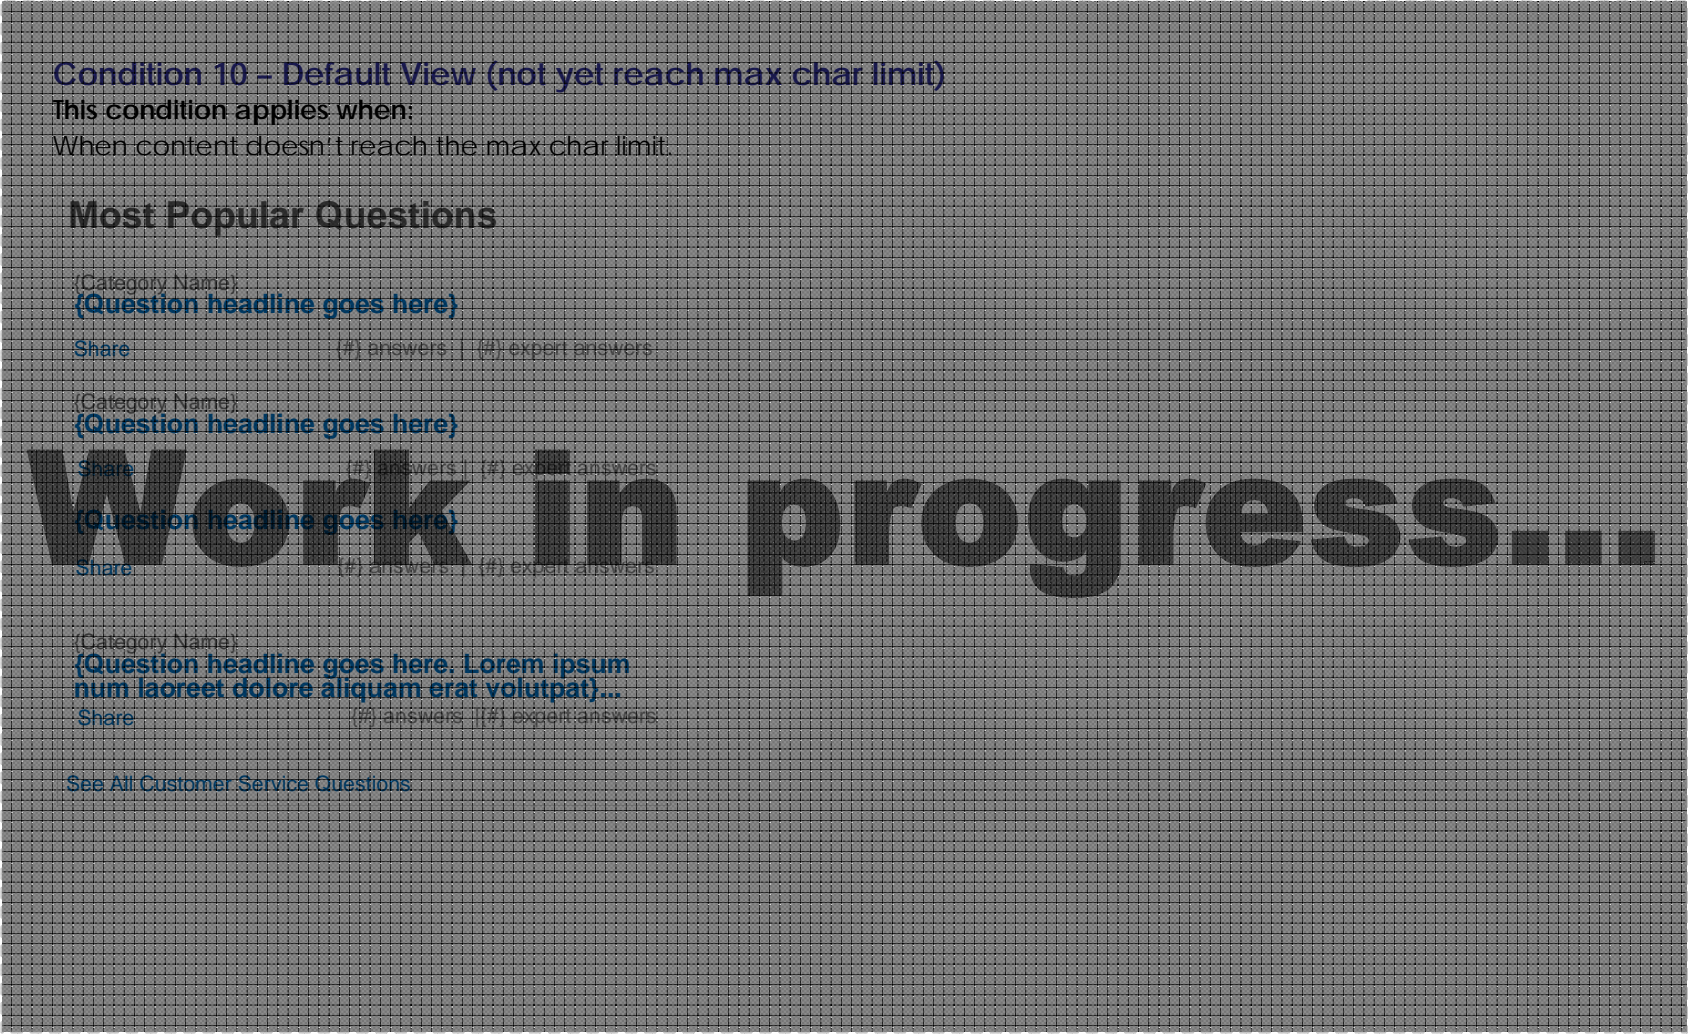 Condition 10 – Default View (not yet reach max char limit)
This condition applies when:
When content doesn't reach the max char limit.
Most Popular Questions
{Category Name}
{Question headline goes here}
Share {#} answers | {#} expert answers
{Category Name}
{Question headline goes here}
Share {#} answers | {#} expert answers
Work in progress...
{Question headline goes here}
Share {#} answers | {#} expert answers
{Category Name}
{Question headline goes here. Lorem ipsum
num laoreet dolore aliquam erat volutpat}...
Share {#} answers |{#} expert answers
See All Customer Service Questions